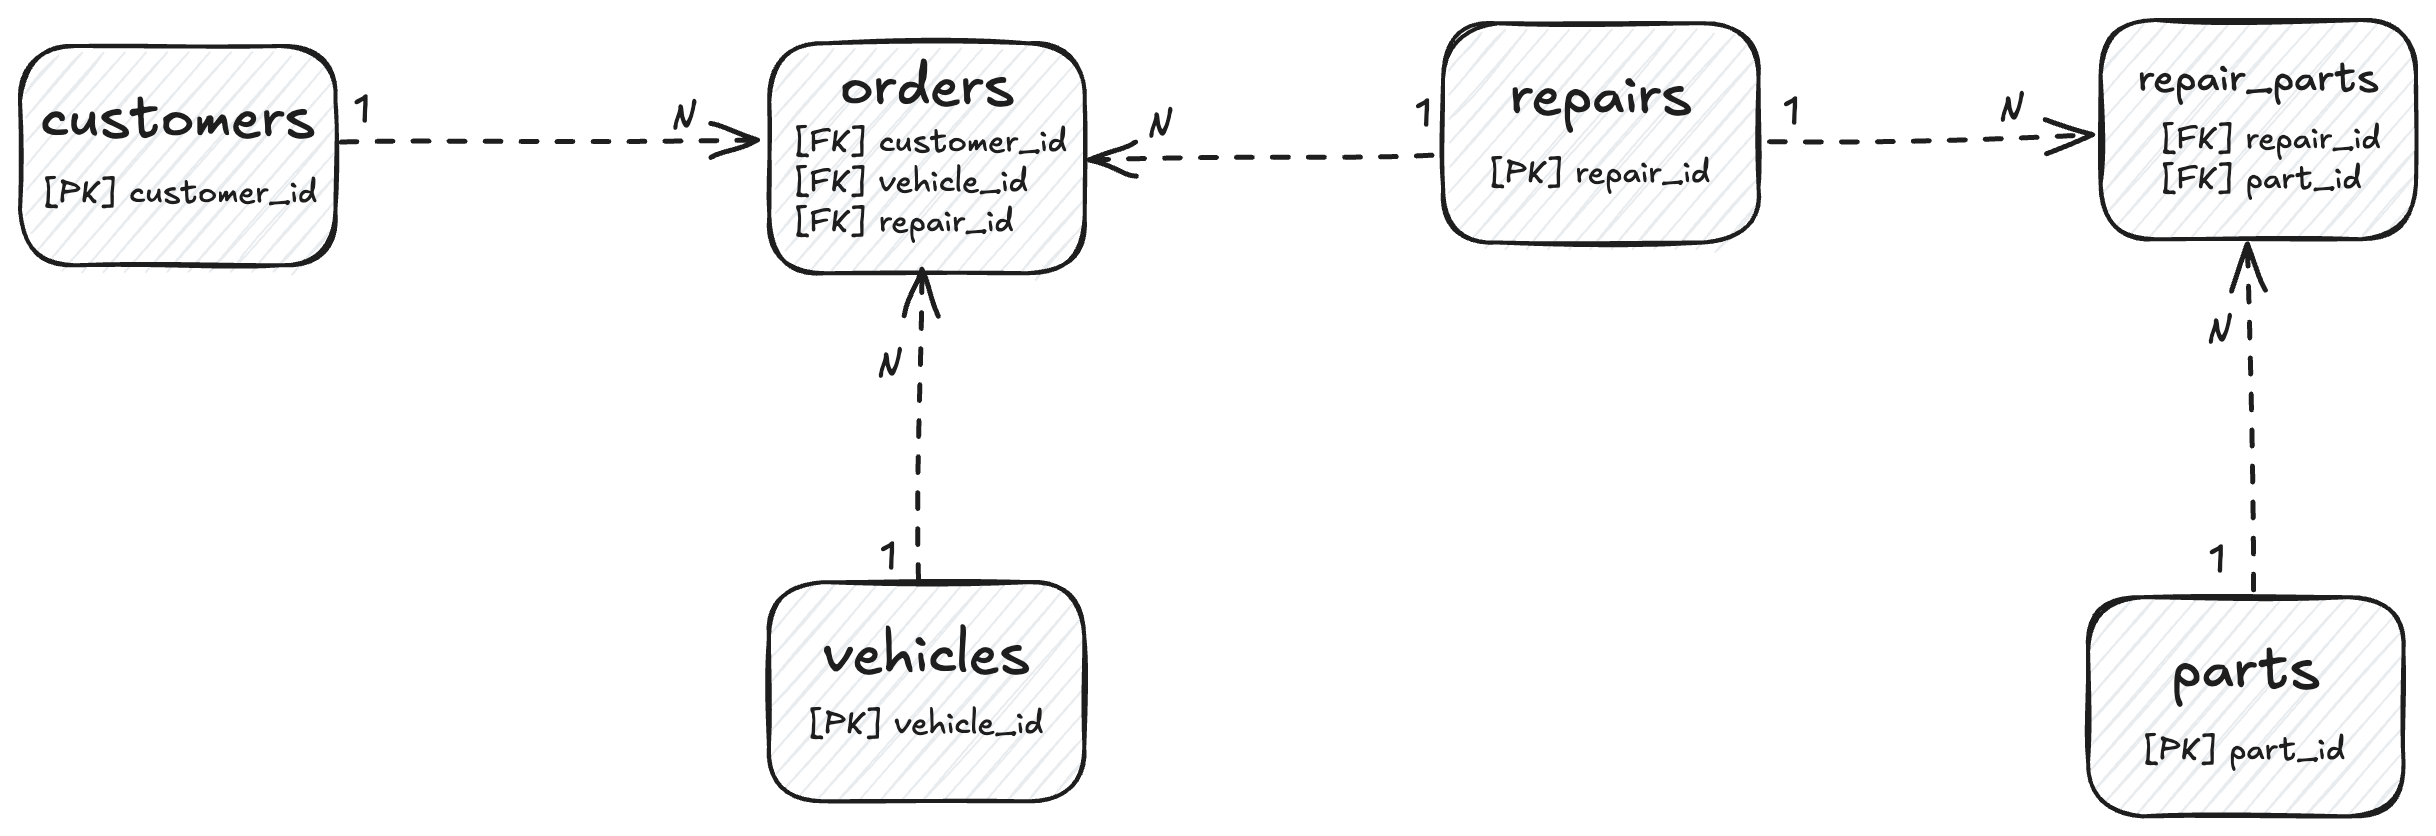 customers
[PK] customer_id
1
N
orders
[FK] customer_id
[FK] vehicle_id
[FK] repair_id
N
1
repairs
[PK] repair_id
1
N
repair_parts
[FK] repair_id
[FK] part_id
N
1
vehicles
[PK] vehicle_id
N
1
parts
[PK] part_id